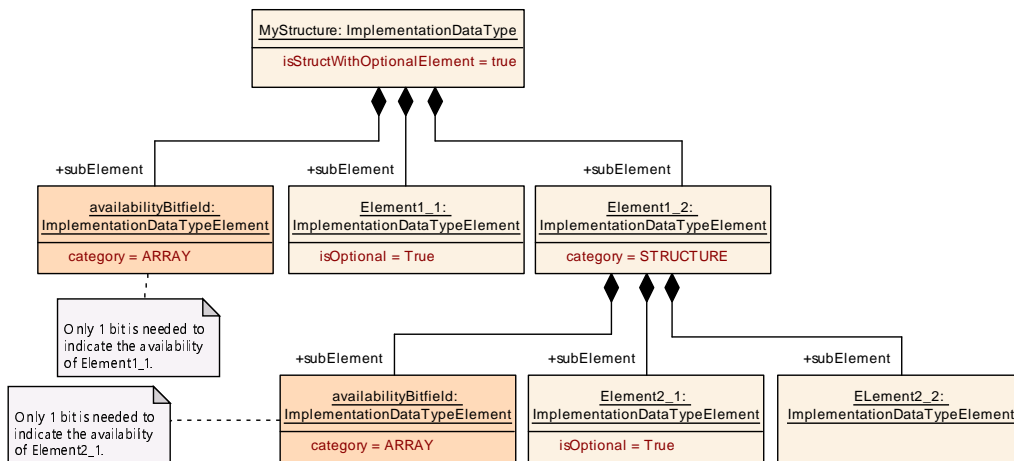 MyStructure: ImplementationDataType
isStructWithOptionalElement = true
+subElement
+subElement
+subElement
availabilityBitfield:
ImplementationDataTypeElement
category = ARRAY
Element1_1:
ImplementationDataTypeElement
isOptional = True
Element1_2:
ImplementationDataTypeElement
category = STRUCTURE
Only 1 bit is needed to
indicate the availability
of Element1_1.
+subElement
+subElement
+subElement
Only 1 bit is needed to
indicate the availability
of Element2_1.
availabilityBitfield:
ImplementationDataTypeElement
category = ARRAY
Element2_1:
ImplementationDataTypeElement
isOptional = True
ELement2_2:
ImplementationDataTypeElement